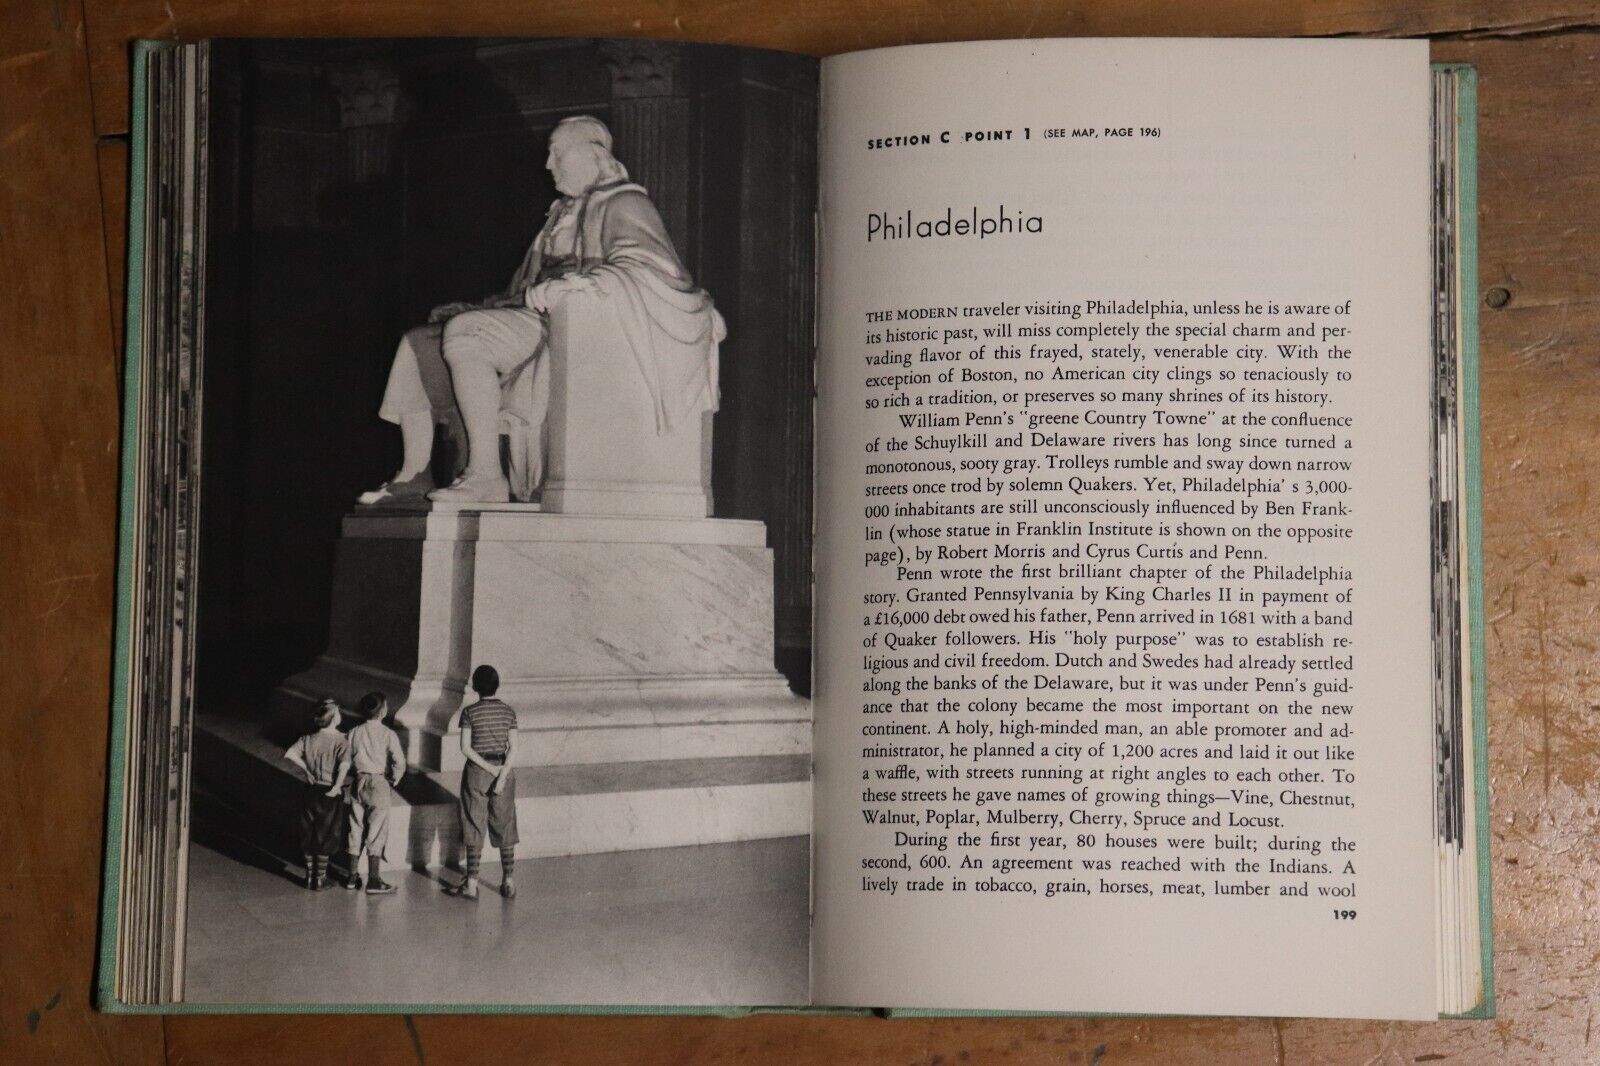 SECTION C POINT 1 (SEE MAP, PAGE 196)
Philadelphia
THE MODERN traveler visiting Philadelphia, unless he is aware of
its historic past, will miss completely the special charm and per-
vading flavor of this frayed, stately, venerable city. With the
exception of Boston, no American city clings so tenaciously to
so rich a tradition, or preserves so many shrines of its history.
William Penn's "greene Country Towne" at the confluence
of the Schuylkill and Delaware rivers has long since turned a
monotonous, sooty gray. Trolleys rumble and sway down narrow
streets once trod by solemn Quakers. Yet, Philadelphia' s 3,000-
000 inhabitants are still unconsciously influenced by Ben Frank-
lin (whose statue in Franklin Institute is shown on the opposite
page), by Robert Morris and Cyrus Curtis and Penn.
Penn wrote the first brilliant chapter of the Philadelphia
story. Granted Pennsylvania by King Charles II in payment of
a £16,000 debt owed his father, Penn arrived in 1681 with a band
of Quaker followers. His "holy purpose" was to establish re-
ligious and civil freedom. Dutch and Swedes had already settled
along the banks of the Delaware, but it was under Penn's guid-
ance that the colony became the most important on the new
continent. A holy, high-minded man, an able promoter and ad-
ministrator, he planned a city of 1,200 acres and laid it out like
a waffle, with streets running at right angles to each other. To
these streets he gave names of growing things—Vine, Chestnut,
Walnut, Poplar, Mulberry, Cherry, Spruce and Locust.
During the first year, 80 houses were built; during the
second, 600. An agreement was reached with the Indians. A
lively trade in tobacco, grain, horses, meat, lumber and wool
199